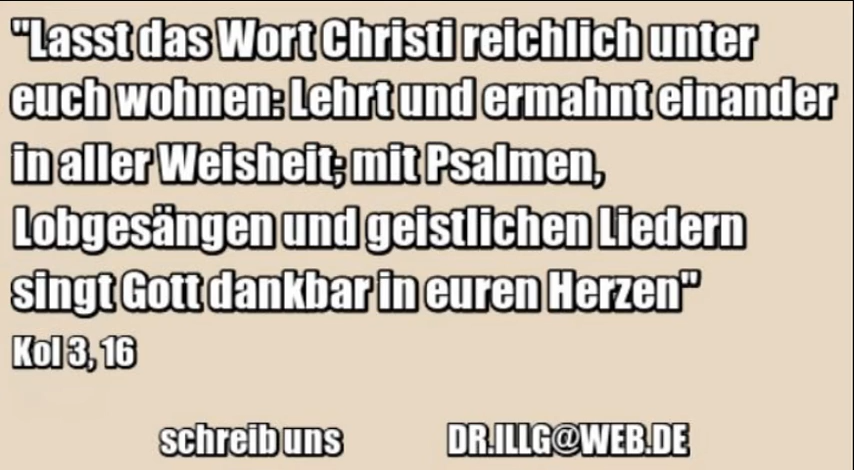 "Lasst das Wort Christi reichlich unter
euch wohnen: Lehrt und ermahnt einander
in aller Weisheit; mit Psalmen,
Lobgesängen und geistlichen Liedern
singt Gott dankbar in euren Herzen"
Kol 3, 16
schreib uns DR.ILLG@WEB.DE